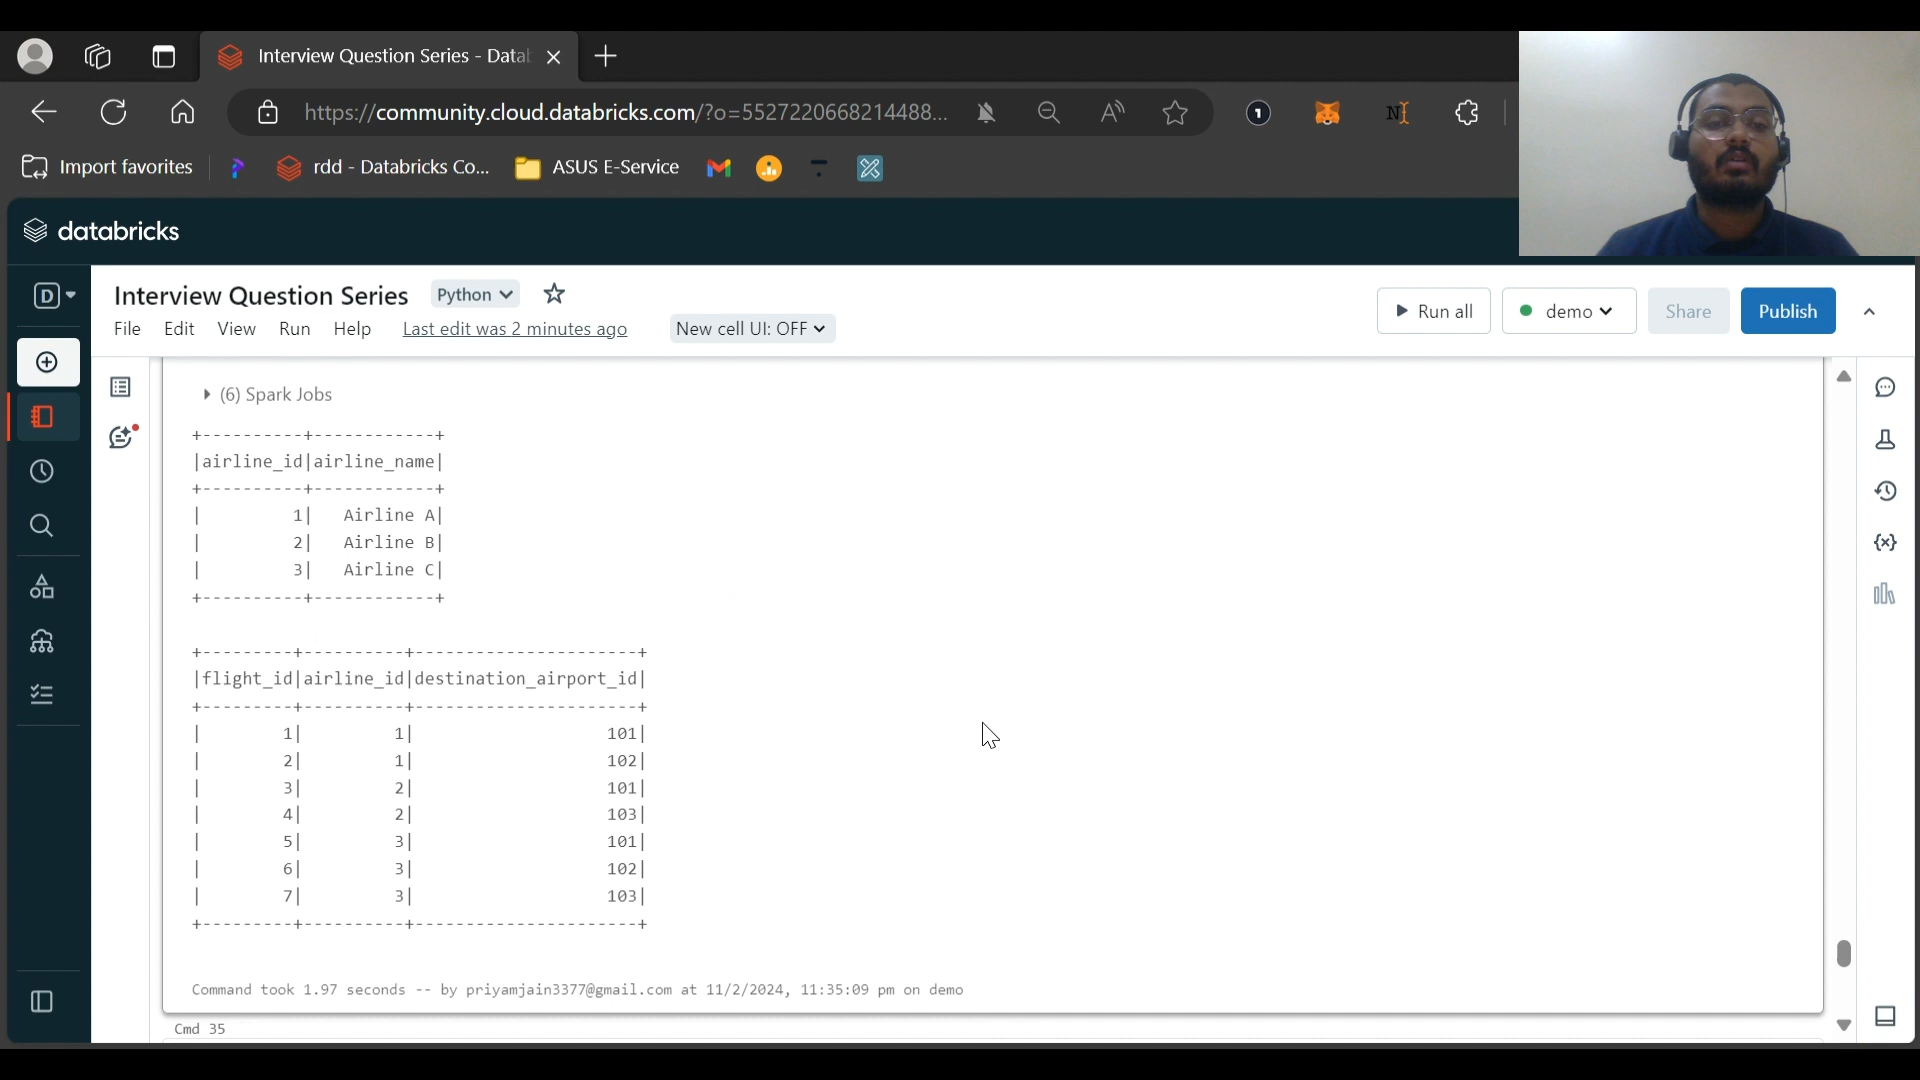 Interview Question Series - Data
https://community.cloud.databricks.com/?o=5527220668214488...
Import favorites
rdd - Databricks Co...
ASUS E-Service
databricks
D
Interview Question Series
Python
File Edit View Run Help Last edit was 2 minutes ago New cell UI: OFF
Run all
demo
Share
Publish
(6) Spark Jobs
+----------+------------+
|airline_id|airline_name|
+----------+------------+
|         1|   Airline A|
|         2|   Airline B|
|         3|   Airline C|
+----------+------------+
+---------+----------+----------------------+
|flight_id|airline_id|destination_airport_id|
+---------+----------+----------------------+
|        1|         1|                   101|
|        2|         1|                   102|
|        3|         2|                   101|
|        4|         2|                   103|
|        5|         3|                   101|
|        6|         3|                   102|
|        7|         3|                   103|
+---------+----------+----------------------+
Command took 1.97 seconds -- by priyamjain3377@gmail.com at 11/2/2024, 11:35:09 pm on demo
Cmd 35